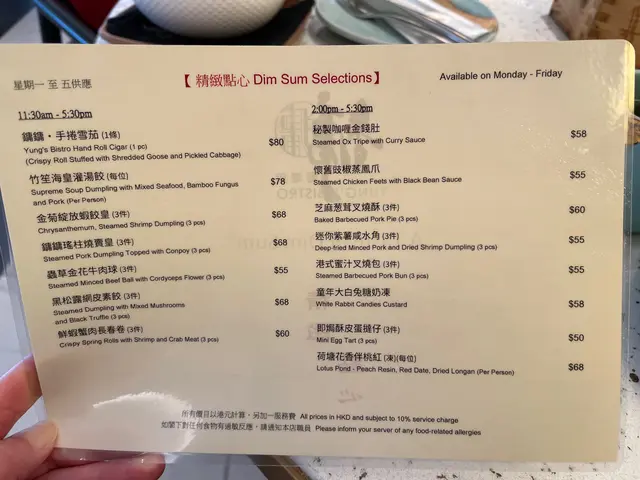 星期一 至 五供應
【 精緻點心 Dim Sum Selections】
Available on Monday - Friday
11:30am - 5:30pm
鏞鏞・手捲雪茄 (1條)
$80
Yung's Bistro Hand Roll Cigar (1 pc)
(Crispy Roll Stuffed with Shredded Goose and Pickled Cabbage)
竹笙海皇灌湯餃 (每位)
$78
Supreme Soup Dumpling with Mixed Seafood, Bamboo Fungus
and Pork (Per Person)
金菊綻放蝦餃皇 (3件)
$68
Chrysanthemum, Steamed Shrimp Dumpling (3 pcs)
鏞鏞瑤柱燒賣皇 (3件)
$68
Steamed Pork Dumpling Topped with Conpoy (3 pcs)
蟲草金花牛肉球 (3件)
$55
Steamed Minced Beef Ball with Cordyceps Flower (3 pcs)
黑松露網皮素餃 (3件)
$68
Steamed Dumpling with Mixed Mushrooms
and Black Truffle (3 pcs)
鮮蝦蟹肉長春卷 (3件)
$60
Crispy Spring Rolls with Shrimp and Crab Meat (3 pcs)
2:00pm - 5:30pm
秘製咖喱金錢肚
$58
Steamed Ox Tripe with Curry Sauce
懷舊豉椒蒸鳳爪
$55
Steamed Chicken Feets with Black Bean Sauce
芝麻葱茸叉燒酥 (3件)
$60
Baked Barbecued Pork Pie (3 pcs)
迷你紫薯咸水角 (3件)
$55
Deep-fried Minced Pork and Dried Shrimp Dumpling (3 pcs)
港式蜜汁叉燒包 (3件)
$55
Steamed Barbecued Pork Bun (3 pcs)
童年大白兔糖奶凍
$58
White Rabbit Candies Custard
即焗酥皮蛋撻仔 (3件)
$50
Mini Egg Tart (3 pcs)
荷塘花香伴桃紅 (凍)(每位)
$68
Lotus Pond - Peach Resin, Red Date, Dried Longan (Per Person)
所有價目以港元計算，另加一服務費 All prices in HKD and subject to 10% service charge
如閣下對任何食物有過敏反應，請通知本店職員 Please inform your server of any food-related allergies